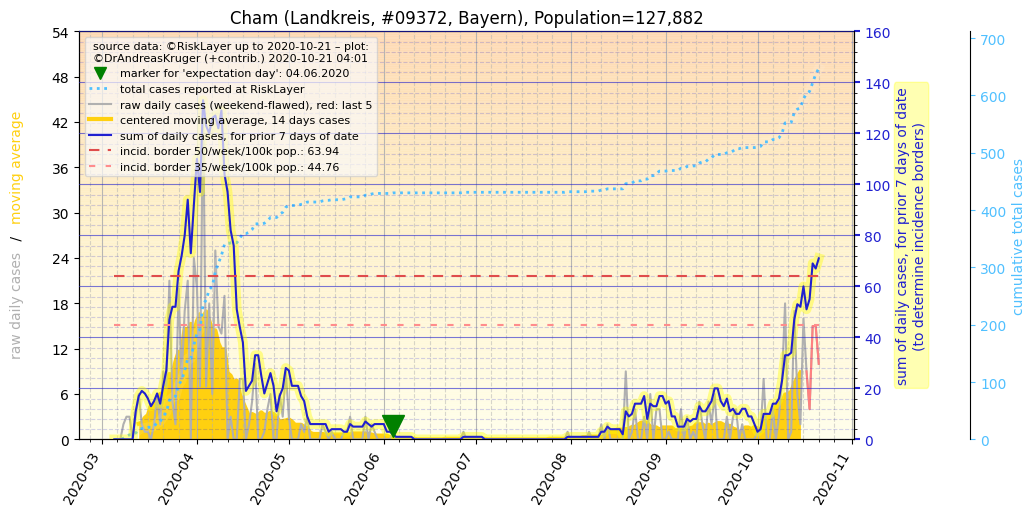 Cham (Landkreis, #09372, Bayern), Population=127,882
source data: ©RiskLayer up to 2020-10-21 – plot:
©DrAndreasKruger (+contrib.) 2020-10-21 04:01
marker for 'expectation day': 04.06.2020
total cases reported at RiskLayer
raw daily cases (weekend-flawed), red: last 5
centered moving average, 14 days cases
sum of daily cases, for prior 7 days of date
incid. border 50/week/100k pop.: 63.94
incid. border 35/week/100k pop.: 44.76
raw daily cases / moving average
54
48
42
36
30
24
18
12
6
0
2020-03
2020-04
2020-05
2020-06
2020-07
2020-08
2020-09
2020-10
2020-11
160
140
120
100
80
60
40
20
0
sum of daily cases, for prior 7 days of date
(to determine incidence borders)
700
600
500
400
300
200
100
0
cumulative total cases